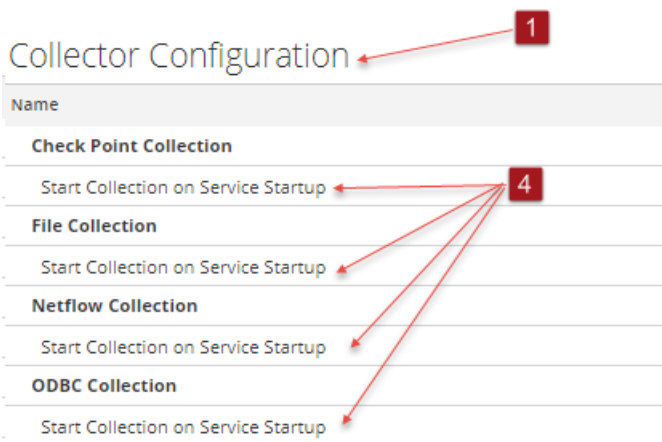 1
Collector Configuration
Name
Check Point Collection
Start Collection on Service Startup
4
File Collection
Start Collection on Service Startup
Netflow Collection
Start Collection on Service Startup
ODBC Collection
Start Collection on Service Startup